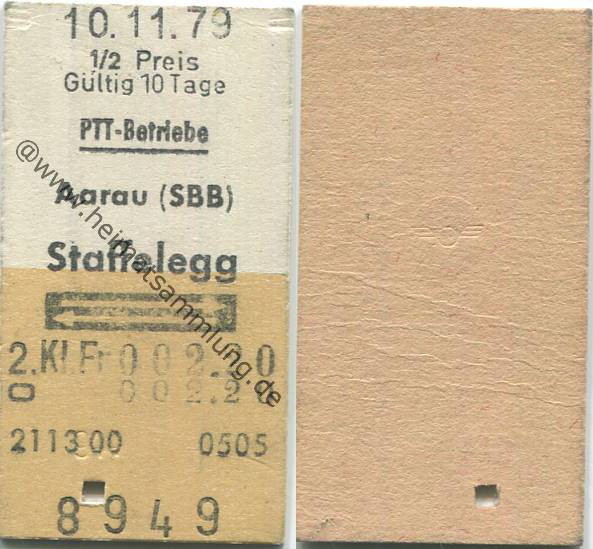 10.11.79
1/2 Preis
Gültig 10 Tage
PTT-Betriebe
Aarau (SBB)
Staffelegg
2.Kl.Fr 002.20
0 002.20
211300 0505
8949
@www.heimatsammlung.de